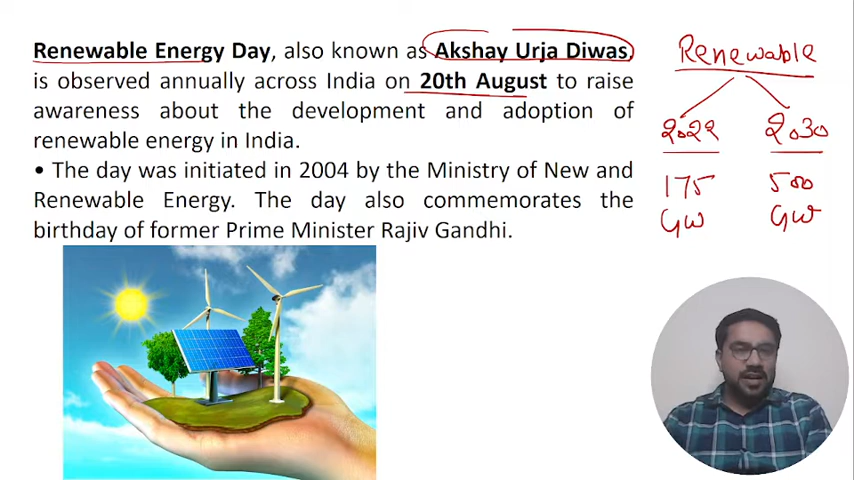 Renewable Energy Day, also known as Akshay Urja Diwas,
is observed annually across India on 20th August to raise
awareness about the development and adoption of
renewable energy in India.
• The day was initiated in 2004 by the Ministry of New and
Renewable Energy. The day also commemorates the
birthday of former Prime Minister Rajiv Gandhi.
Renewable
2022 2030
175 500
GW GW